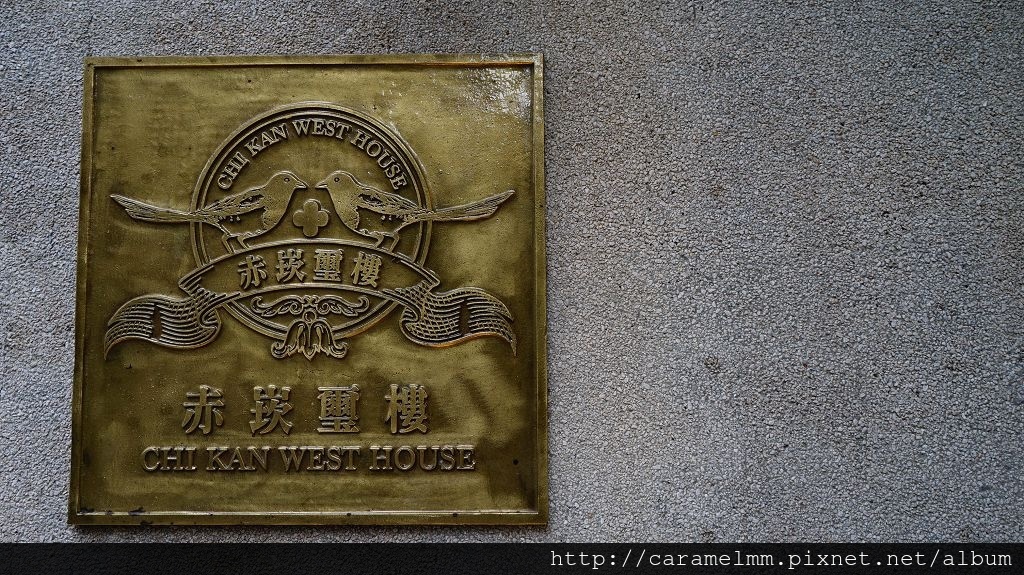 CHI KAN WEST HOUSE
赤崁璽樓
赤崁璽樓
CHI KAN WEST HOUSE
http://caramelmm.pixnet.net/album